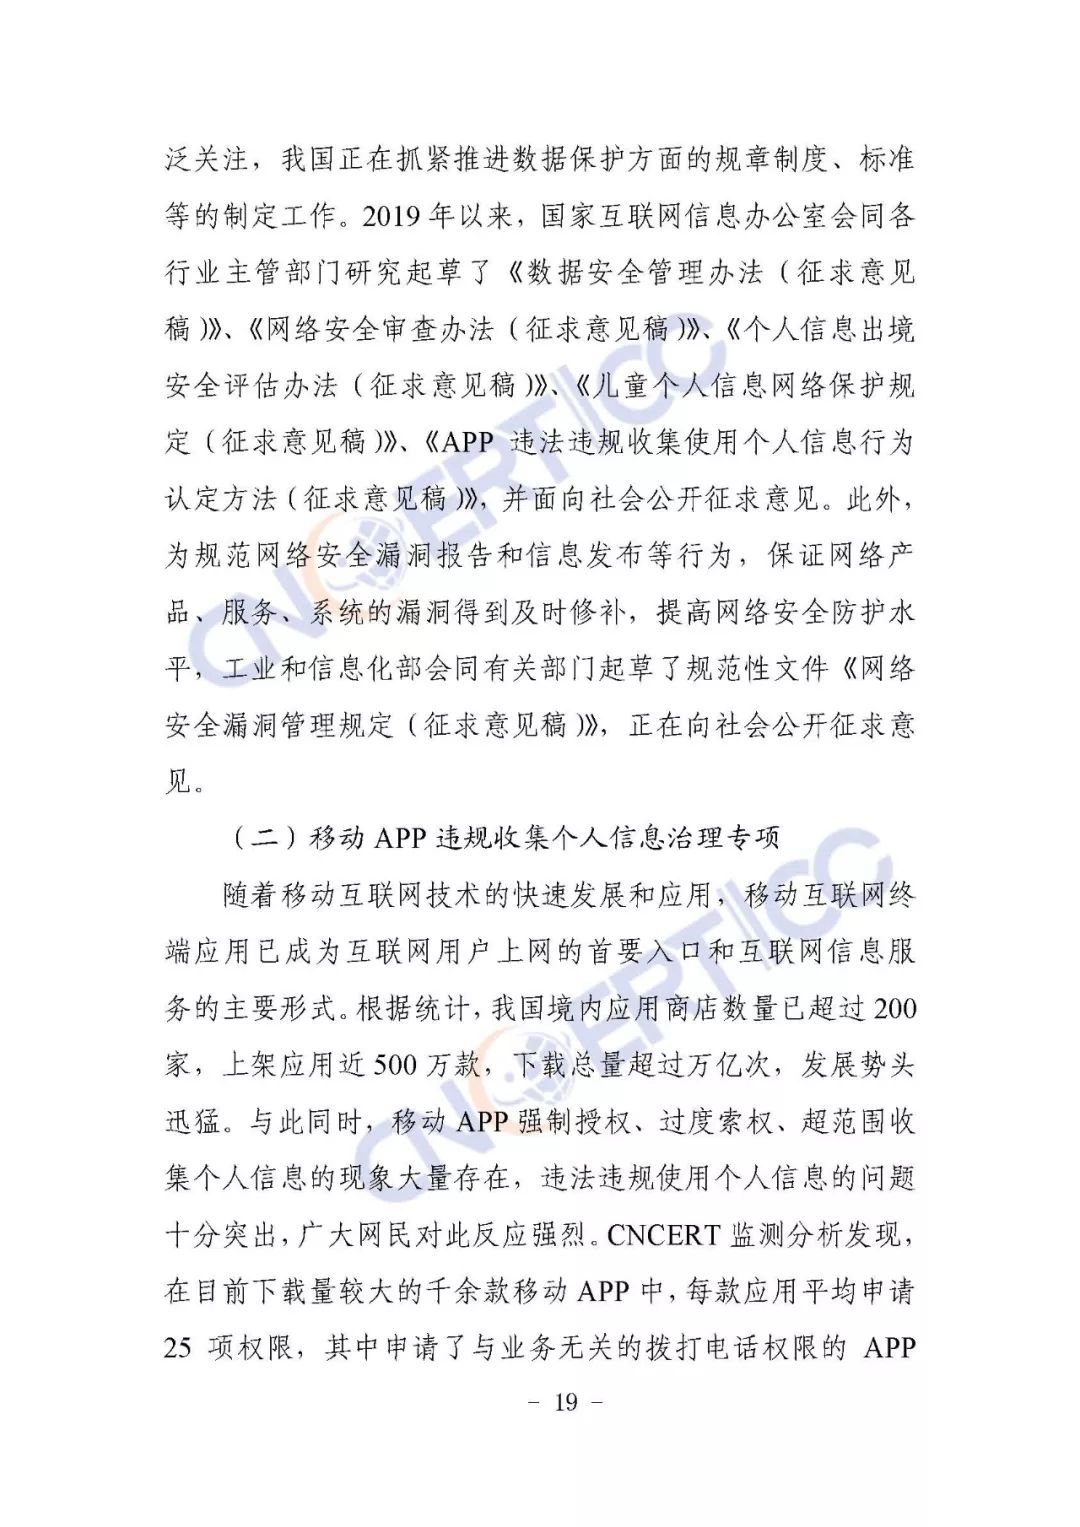 泛关注，我国正在抓紧推进数据保护方面的规章制度、标准
等的制定工作。2019 年以来，国家互联网信息办公室会同各
行业主管部门研究起草了《数据安全管理办法（征求意见
稿）》、《网络安全审查办法（征求意见稿）》、《个人信息出境
安全评估办法（征求意见稿）》、《儿童个人信息网络保护规
定（征求意见稿）》、《APP 违法违规收集使用个人信息行为
认定方法（征求意见稿）》，并面向社会公开征求意见。此外，
为规范网络安全漏洞报告和信息发布等行为，保证网络产
品、服务、系统的漏洞得到及时修补，提高网络安全防护水
平，工业和信息化部会同有关部门起草了规范性文件《网络
安全漏洞管理规定（征求意见稿）》，正在向社会公开征求意
见。
（二）移动 APP 违规收集个人信息治理专项
随着移动互联网技术的快速发展和应用，移动互联网终
端应用已成为互联网用户上网的首要入口和互联网信息服
务的主要形式。根据统计，我国境内应用商店数量已超过 200
家，上架应用近 500 万款，下载总量超过万亿次，发展势头
迅猛。与此同时，移动 APP 强制授权、过度索权、超范围收
集个人信息的现象大量存在，违法违规使用个人信息的问题
十分突出，广大网民对此反应强烈。CNCERT 监测分析发现，
在目前下载量较大的千余款移动 APP 中，每款应用平均申请
25 项权限，其中申请了与业务无关的拨打电话权限的 APP
- 19 -
CNCERT/CC
CNCERT/CC